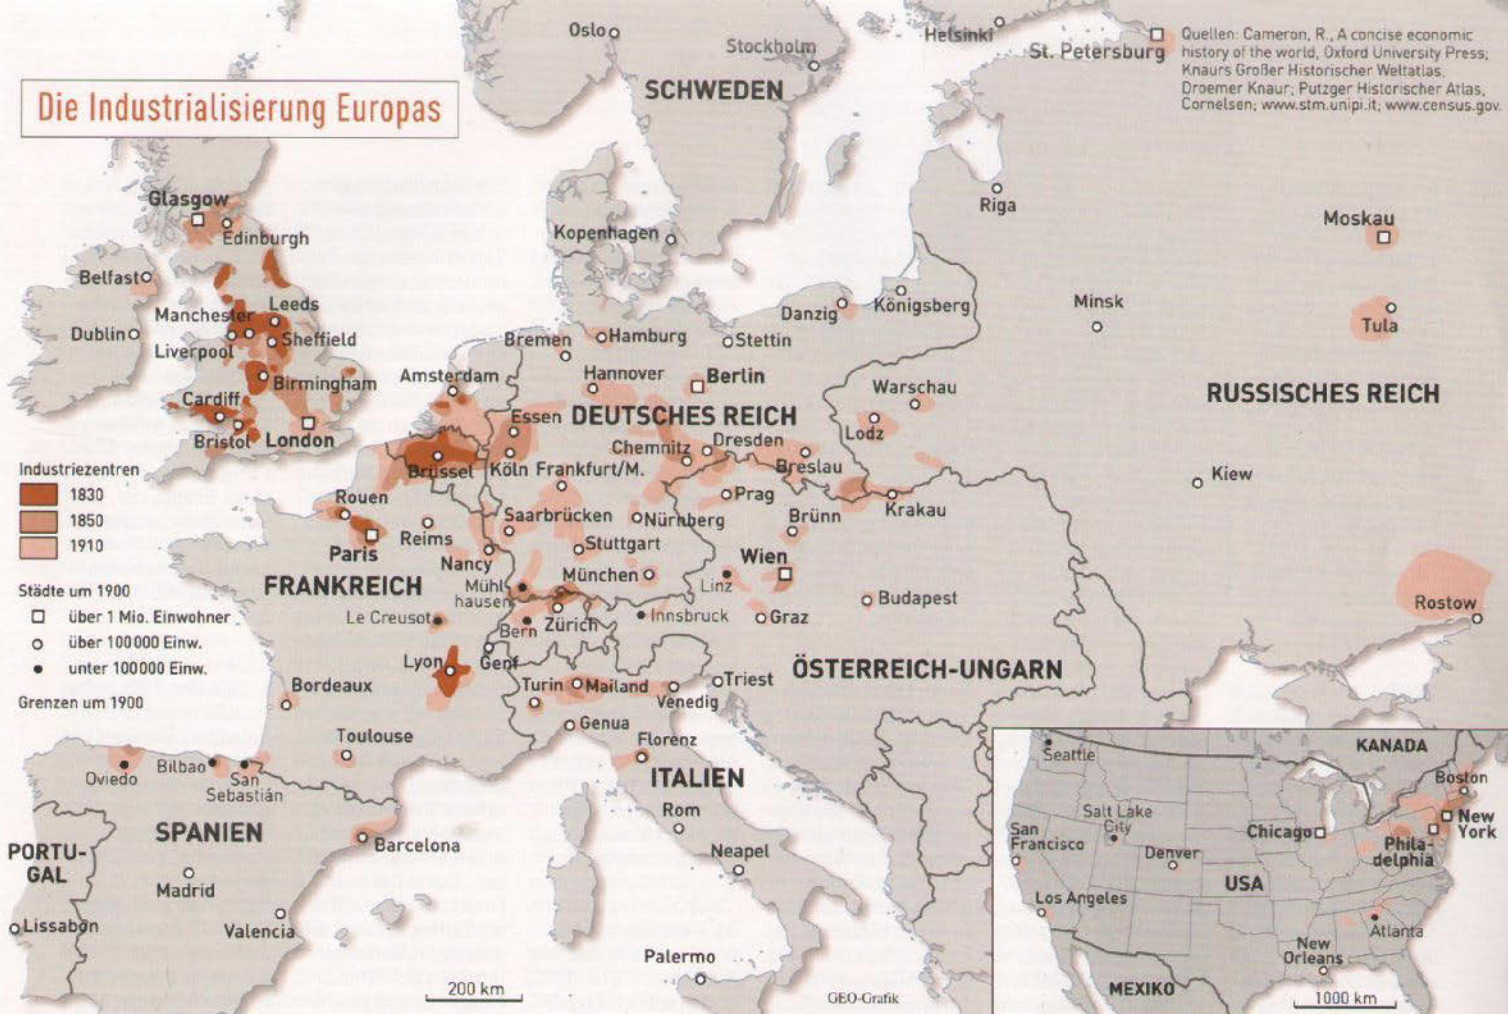 Die Industrialisierung Europas
Quellen: Cameron, R., A concise economic
history of the world, Oxford University Press;
Knaurs Großer Historischer Weltatlas,
Droemer Knaur; Putzger Historischer Atlas,
Cornelsen; www.stm.unipi.it; www.census.gov.
Oslo
Stockholm
Helsinki
St. Petersburg
SCHWEDEN
Glasgow
Edinburgh
Riga
Moskau
Kopenhagen
Belfast
Leeds
Manchester
Dublin
Liverpool
Sheffield
Danzig
Königsberg
Minsk
Tula
Bremen
Hamburg
Stettin
Birmingham
Amsterdam
Hannover
Berlin
Warschau
RUSSISCHES REICH
Cardiff
Bristol
London
Essen
DEUTSCHES REICH
Lodz
Chemnitz
Dresden
Breslau
Brüssel
Köln
Frankfurt/M.
Kiew
Industriezentren
1830
1850
1910
Rouen
Prag
Krakau
Reims
Saarbrücken
Nürnberg
Brünn
Paris
Nancy
Stuttgart
Wien
FRANKREICH
Mühl-
hausen
München
Linz
Städte um 1900
über 1 Mio. Einwohner
über 100 000 Einw.
unter 100 000 Einw.
Grenzen um 1900
Budapest
Rostow
Le Creusot
Bern
Zürich
Innsbruck
Graz
Lyon
Genf
ÖSTERREICH-UNGARN
Bordeaux
Turin
Mailand
Venedig
Triest
Genua
Toulouse
Florenz
Oviedo
Bilbao
San
Sebastián
ITALIEN
Rom
SPANIEN
Barcelona
PORTU-
GAL
Neapel
Madrid
Lissabon
Valencia
Palermo
200 km
GEO-Grafik
KANADA
Seattle
Boston
Salt Lake
City
San
Francisco
Chicago
New
York
Phila-
delphia
Denver
USA
Los Angeles
Atlanta
New
Orleans
MEXIKO
1000 km